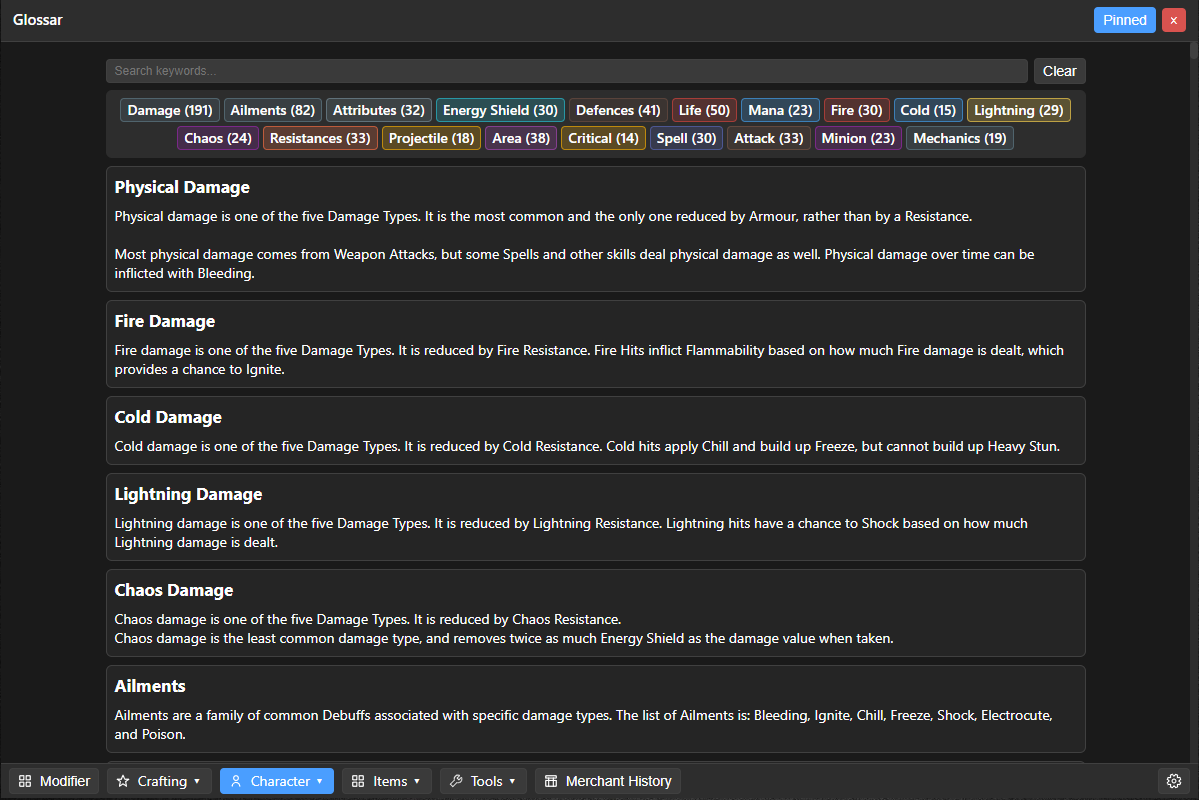 Glossar
Pinned
x
Search keywords...
Clear
Damage (191) Ailments (82) Attributes (32) Energy Shield (30) Defences (41) Life (50) Mana (23) Fire (30) Cold (15) Lightning (29)
Chaos (24) Resistances (33) Projectile (18) Area (38) Critical (14) Spell (30) Attack (33) Minion (23) Mechanics (19)
Physical Damage
Physical damage is one of the five Damage Types. It is the most common and the only one reduced by Armour, rather than by a Resistance.
Most physical damage comes from Weapon Attacks, but some Spells and other skills deal physical damage as well. Physical damage over time can be
inflicted with Bleeding.
Fire Damage
Fire damage is one of the five Damage Types. It is reduced by Fire Resistance. Fire Hits inflict Flammability based on how much Fire damage is dealt, which
provides a chance to Ignite.
Cold Damage
Cold damage is one of the five Damage Types. It is reduced by Cold Resistance. Cold hits apply Chill and build up Freeze, but cannot build up Heavy Stun.
Lightning Damage
Lightning damage is one of the five Damage Types. It is reduced by Lightning Resistance. Lightning hits have a chance to Shock based on how much
Lightning damage is dealt.
Chaos Damage
Chaos damage is one of the five Damage Types. It is reduced by Chaos Resistance.
Chaos damage is the least common damage type, and removes twice as much Energy Shield as the damage value when taken.
Ailments
Ailments are a family of common Debuffs associated with specific damage types. The list of Ailments is: Bleeding, Ignite, Chill, Freeze, Shock, Electrocute,
and Poison.
Modifier Crafting Character Items Tools Merchant History